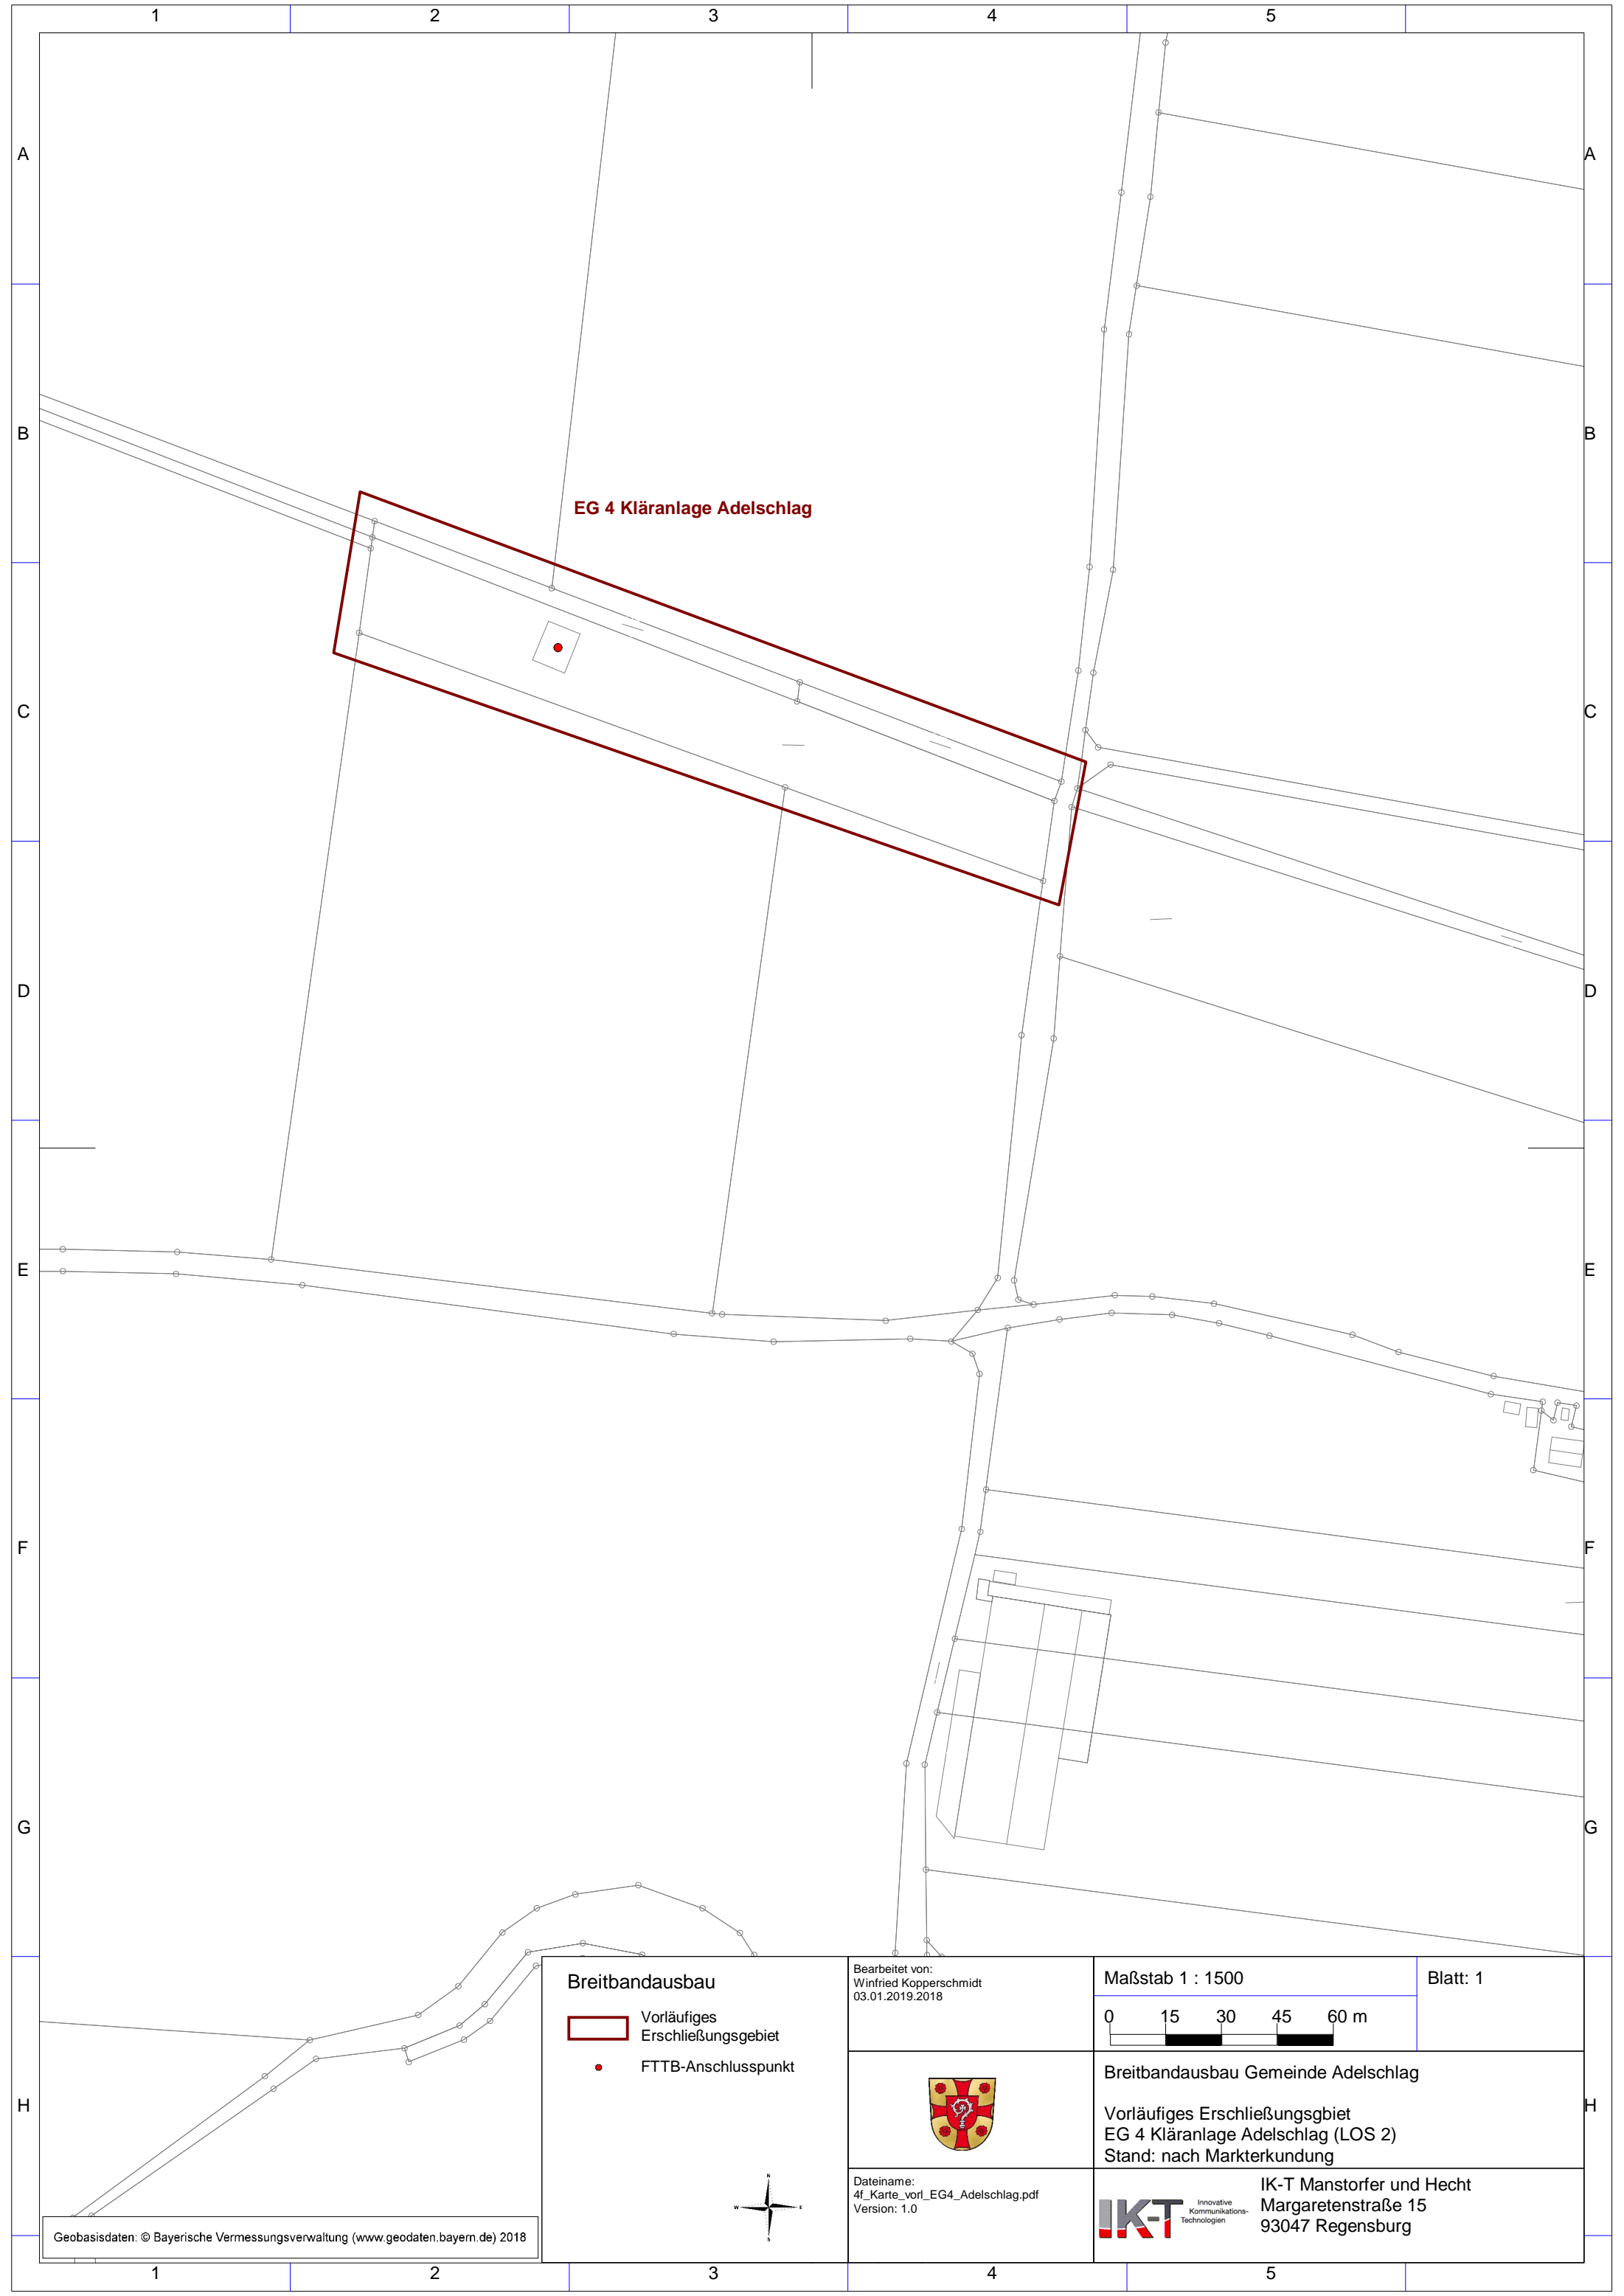 1 2 3 4 5
A A
B B
EG 4 Kläranlage Adelschlag
C C
D D
E E
F F
G G
H H
Breitbandausbau
Vorläufiges
Erschließungsgebiet
FTTB-Anschlusspunkt
N
W E
S
Bearbeitet von:
Winfried Kopperschmidt
03.01.2019.2018
Maßstab 1 : 1500
Blatt: 1
0 15 30 45 60 m
Breitbandausbau Gemeinde Adelschlag
Vorläufiges Erschließungsgbiet
EG 4 Kläranlage Adelschlag (LOS 2)
Stand: nach Markterkundung
Dateiname:
4f_Karte_vorl_EG4_Adelschlag.pdf
Version: 1.0
IK-T
Innovative
Kommunikations-
Technologien
IK-T Manstorfer und Hecht
Margaretenstraße 15
93047 Regensburg
Geobasisdaten: © Bayerische Vermessungsverwaltung (www.geodaten.bayern.de) 2018
1 2 3 4 5